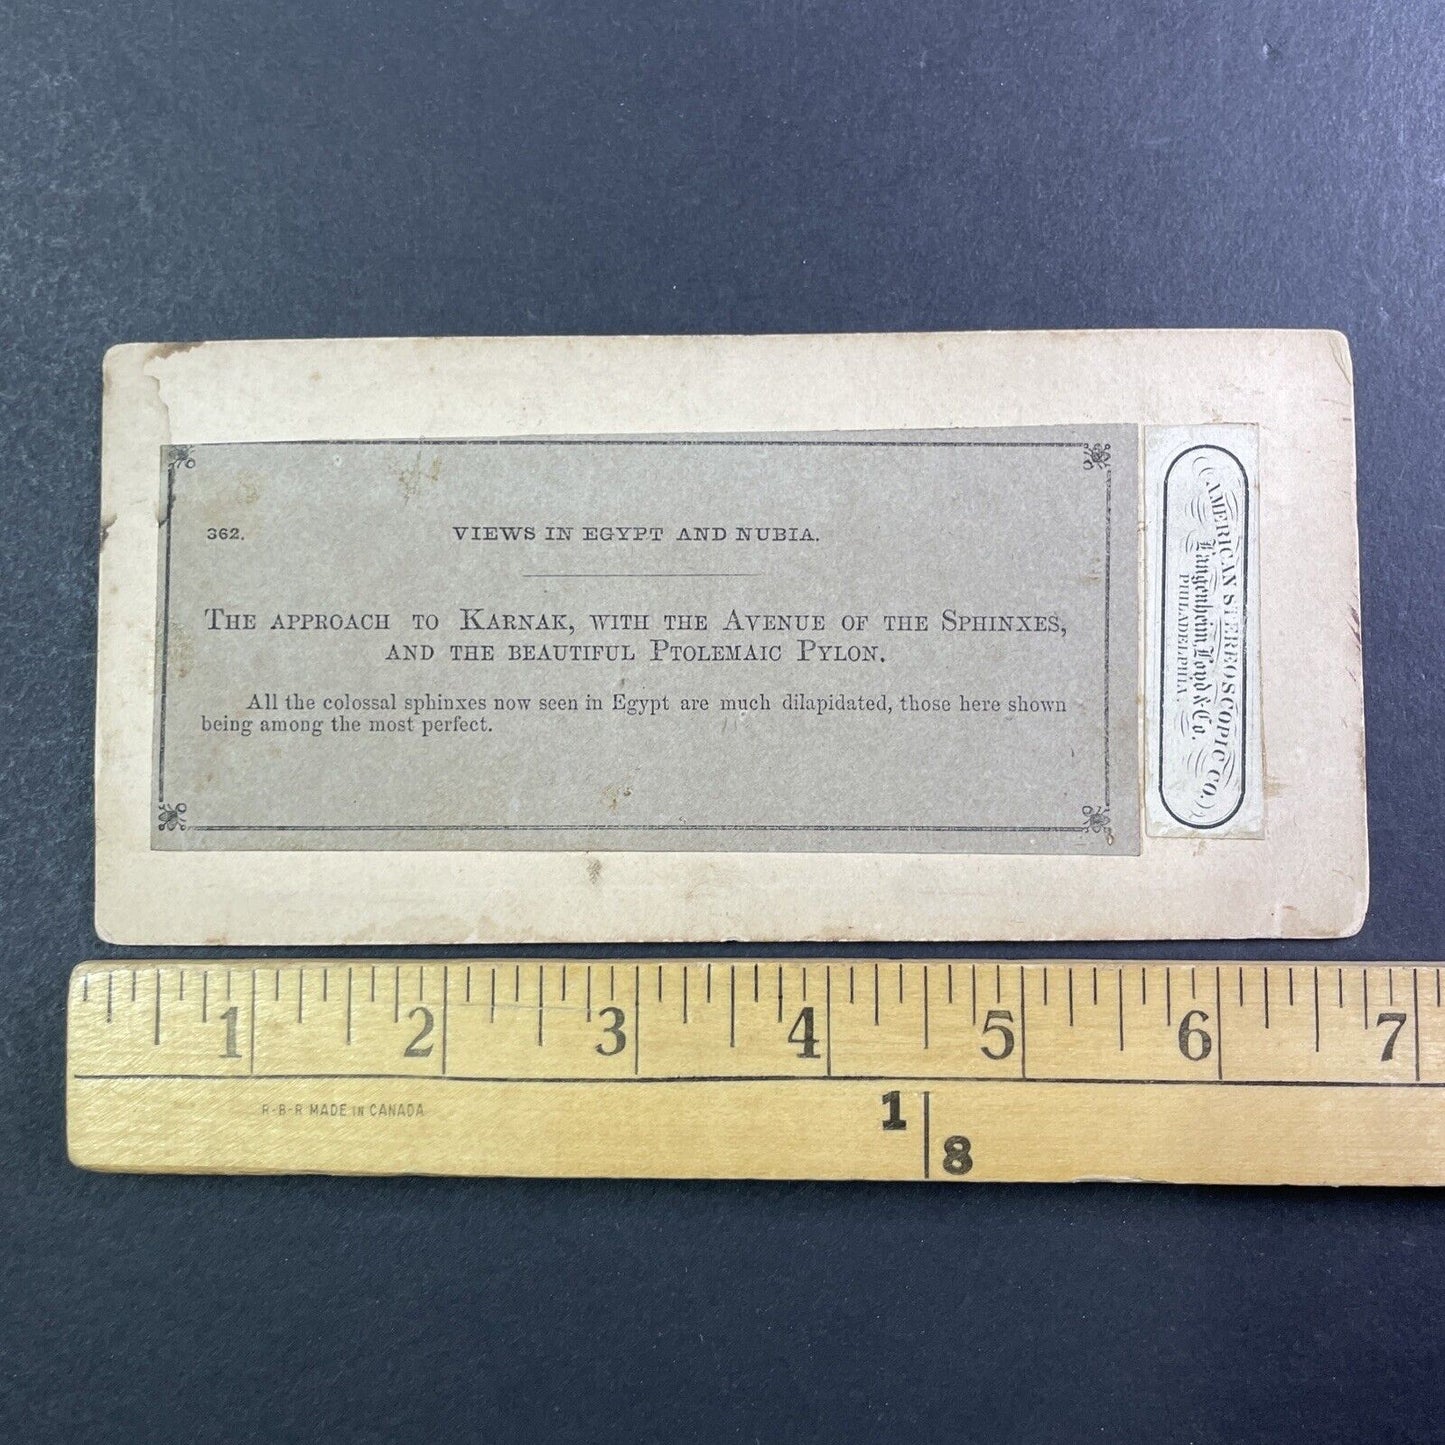 362. VIEWS IN EGYPT AND NUBIA.
THE APPROACH TO KARNAK, WITH THE AVENUE OF THE SPHINXES,
AND THE BEAUTIFUL PTOLEMAIC PYLON.
All the colossal sphinxes now seen in Egypt are much dilapidated, those here shown
being among the most perfect.
AMERICAN STEREOSCOPIC CO.
Langenheim, Loyd & Co.
PHILADELPHIA.
1 2 3 4 5 6 7
R-B-R MADE IN CANADA
1
8